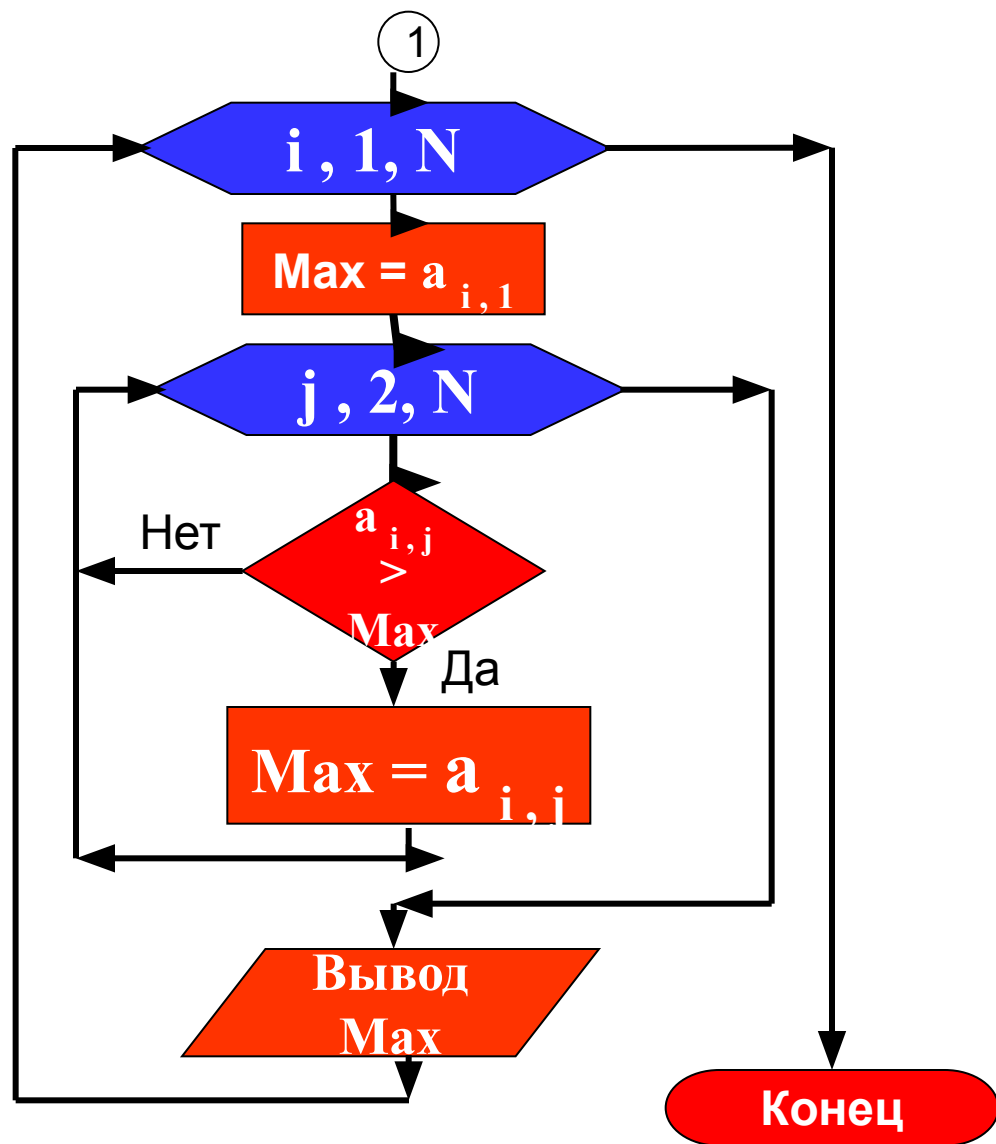 1
i , 1, N
Max = a i , 1
j , 2, N
a i , j
>
Max
Нет
Да
Max = a i , j
Вывод
Max
Конец